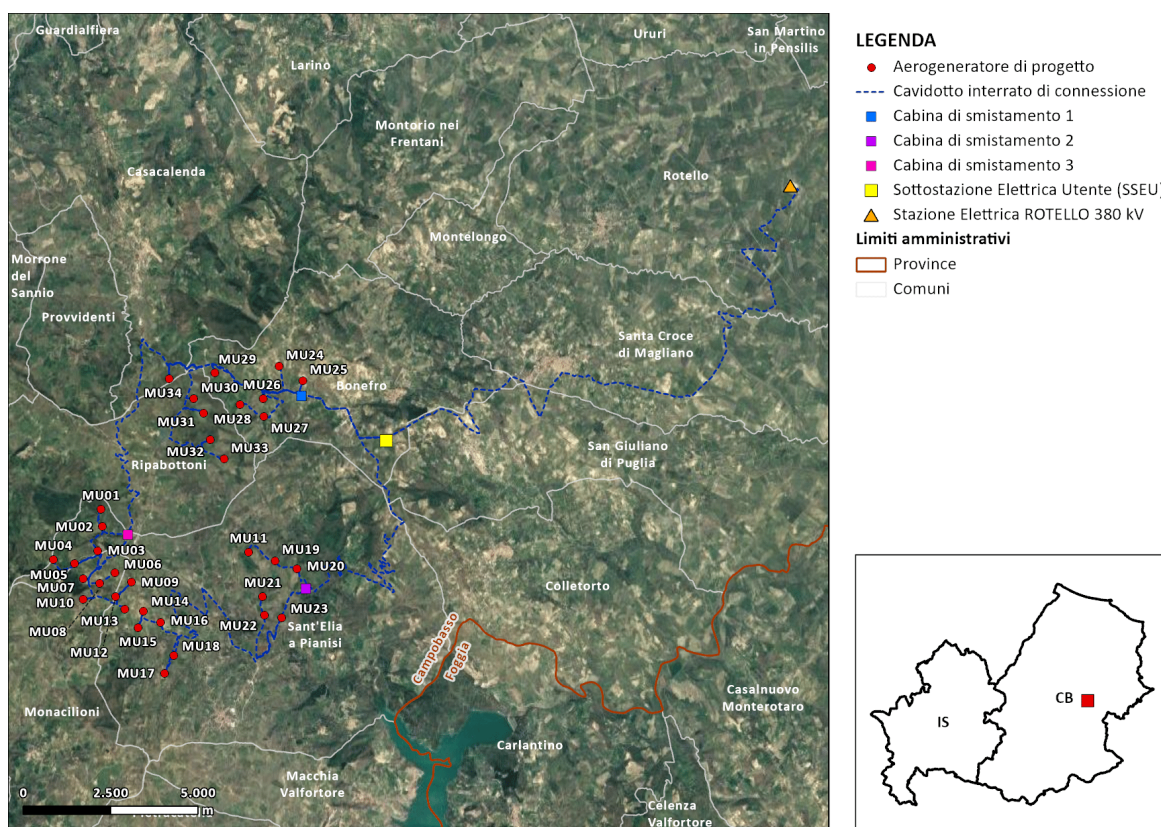 Guardialfiera
Ururi
San Martino
in Pensilis
Larino
Montorio nei
Frentani
Casacalenda
Rotello
Montelongo
Morrone
del
Sannio
Provvidenti
Santa Croce
di Magliano
MU29
MU24
MU25
MU30
MU26
Bonefro
MU34
MU31
MU28
MU27
MU32
MU33
Ripabottoni
San Giuliano
di Puglia
MU01
MU02
MU11
MU04
MU03
MU19
MU06
MU20
MU05
MU09
MU21
Colletorto
MU07
MU10
MU14
MU23
MU13
MU16
MU22
Sant'Elia
a Pianisi
MU08
MU15
MU18
MU12
MU17
Campobasso
Foggia
Monacilioni
Casalnuovo
Monterotaro
Carlantino
Macchia
Valfortore
Celenza
Valfortore
0 2.500 5.000
m
LEGENDA
Aerogeneratore di progetto
Cavidotto interrato di connessione
Cabina di smistamento 1
Cabina di smistamento 2
Cabina di smistamento 3
Sottostazione Elettrica Utente (SSEU)
Stazione Elettrica ROTELLO 380 kV
Limiti amministrativi
Province
Comuni
CB
IS